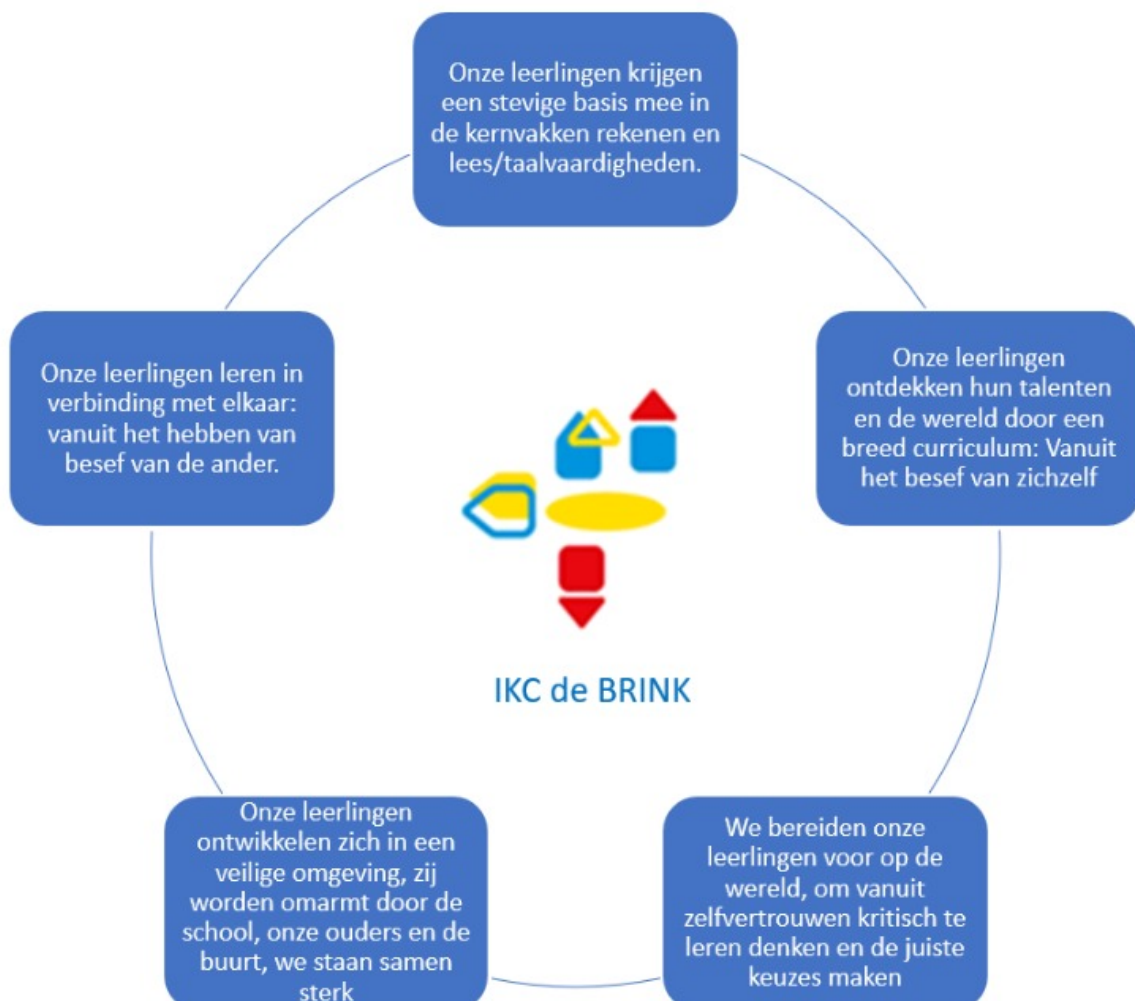 Onze leerlingen krijgen
een stevige basis mee in
de kernvakken rekenen en
lees/taalvaardigheden.
Onze leerlingen
ontdekken hun talenten
en de wereld door een
breed curriculum: Vanuit
het besef van zichzelf
We bereiden onze
leerlingen voor op de
wereld, om vanuit
zelfvertrouwen kritisch te
leren denken en de juiste
keuzes maken
Onze leerlingen
ontwikkelen zich in een
veilige omgeving, zij
worden omarmt door de
school, onze ouders en de
buurt, we staan samen
sterk
Onze leerlingen leren in
verbinding met elkaar:
vanuit het hebben van
besef van de ander.
IKC de BRINK